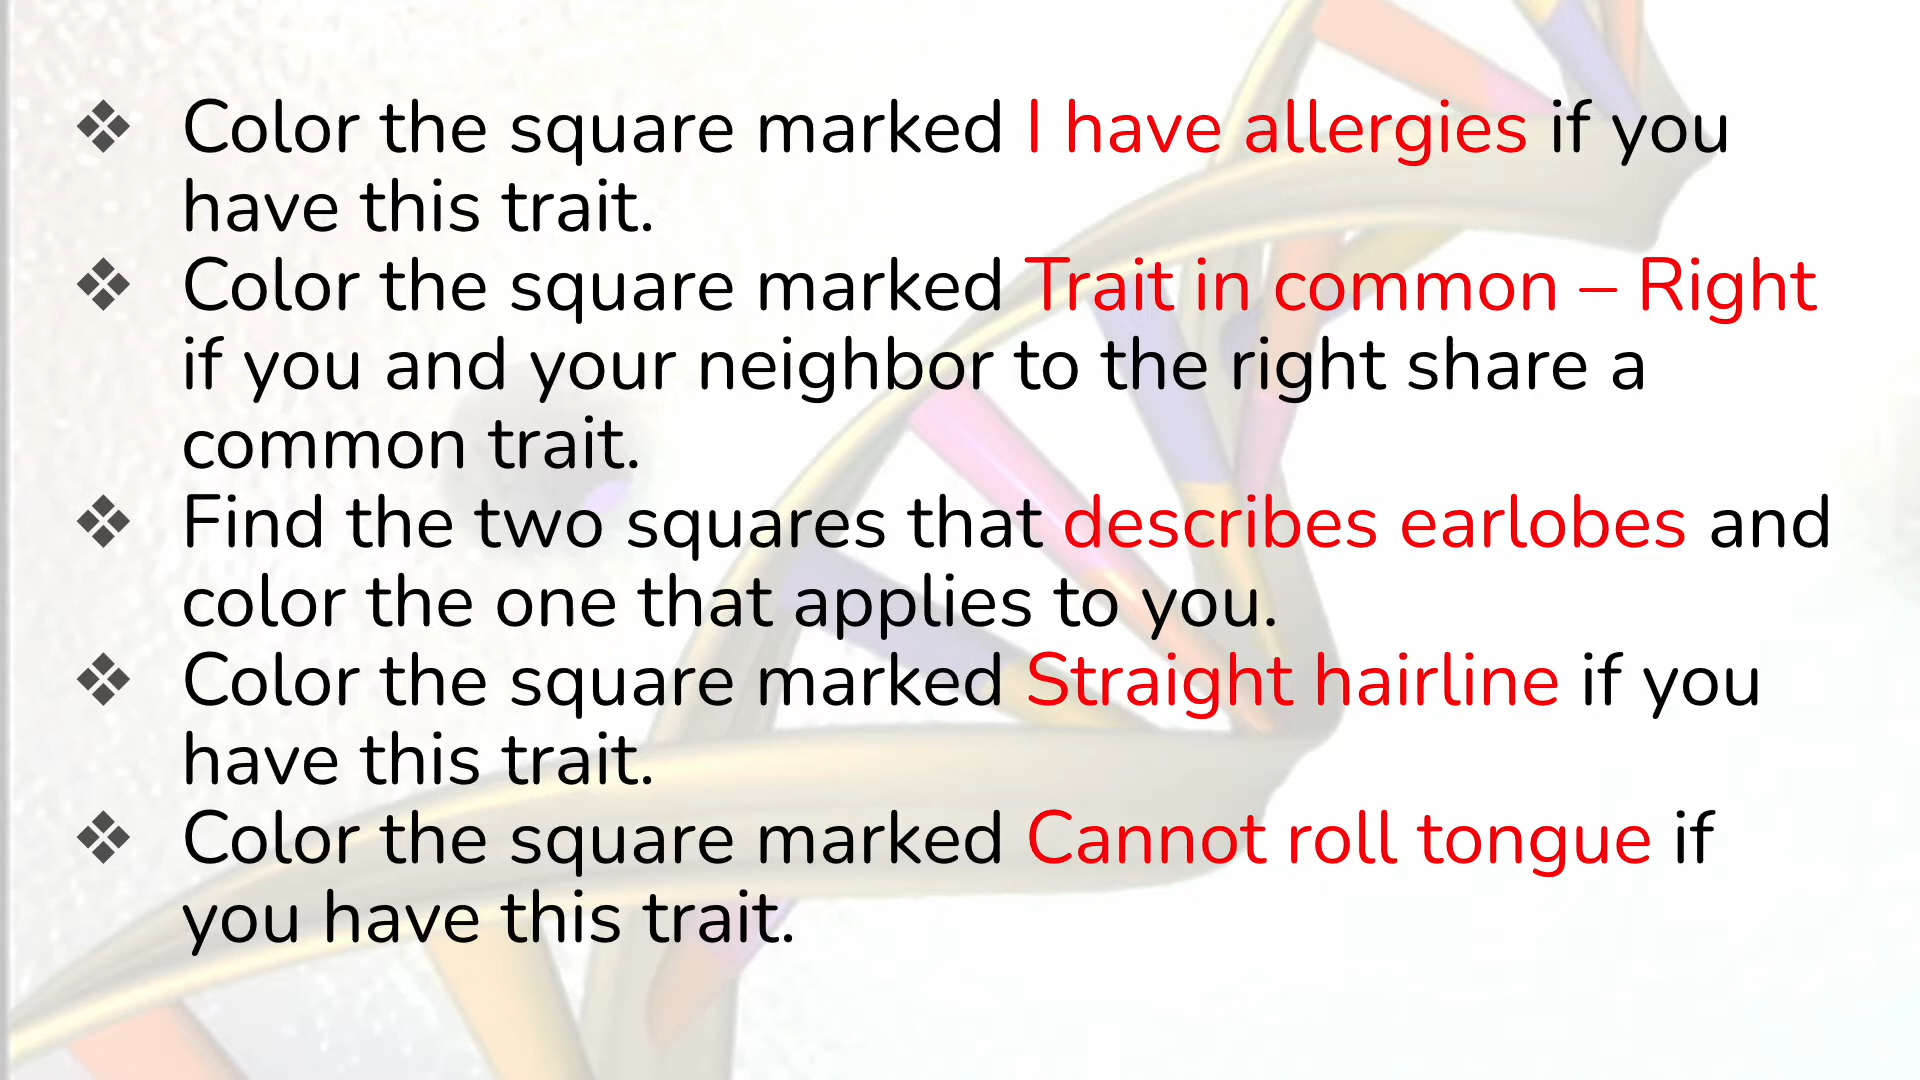 ❖ Color the square marked I have allergies if you
have this trait.
❖ Color the square marked Trait in common – Right
if you and your neighbor to the right share a
common trait.
❖ Find the two squares that describes earlobes and
color the one that applies to you.
❖ Color the square marked Straight hairline if you
have this trait.
❖ Color the square marked Cannot roll tongue if
you have this trait.